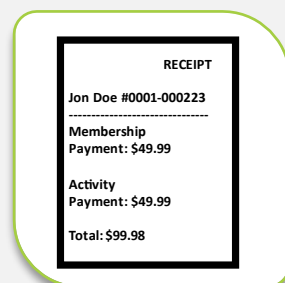 RECEIPT
Jon Doe #0001-000223
-------------------------------
Membership
Payment: $49.99
Activity
Payment: $49.99
Total: $99.98